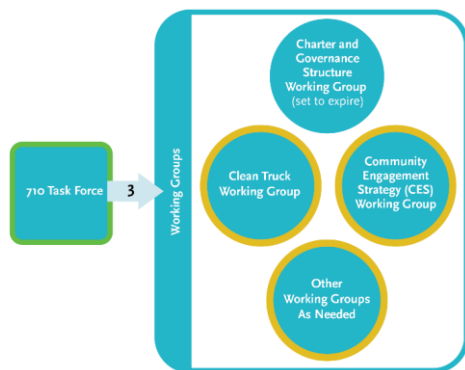 710 Task Force
3
Working Groups
Charter and
Governance
Structure
Working Group
(set to expire)
Clean Truck
Working Group
Community
Engagement
Strategy (CES)
Working Group
Other
Working Groups
As Needed